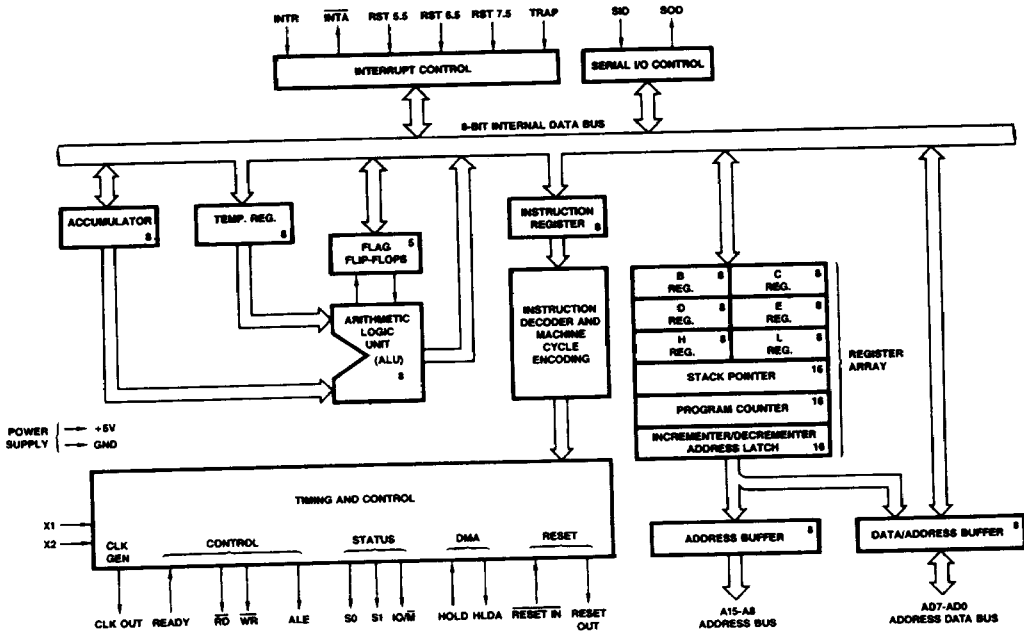 INTR INTA RST 5.5 RST 6.5 RST 7.5 TRAP SID SOD
INTERRUPT CONTROL
SERIAL I/O CONTROL
8-BIT INTERNAL DATA BUS
ACCUMULATOR
8
TEMP. REG.
8
FLAG 5
FLIP-FLOPS
INSTRUCTION
REGISTER 8
ARITHMETIC
LOGIC
UNIT
(ALU)
8
INSTRUCTION
DECODER AND
MACHINE
CYCLE
ENCODING
B 8
REG.
C 8
REG.
D 8
REG.
E 8
REG.
H 8
REG.
L 8
REG.
STACK POINTER 16
PROGRAM COUNTER 16
INCREMENTER/DECREMENTER
ADDRESS LATCH 16
REGISTER
ARRAY
POWER
SUPPLY
+5V
GND
TIMING AND CONTROL
X1
X2
CLK
GEN
CONTROL
STATUS
DMA
RESET
CLK OUT READY RD WR ALE S0 S1 IO/M HOLD HLDA RESET IN RESET
OUT
ADDRESS BUFFER 8
DATA/ADDRESS BUFFER 8
A15-A8
ADDRESS BUS
AD7-AD0
ADDRESS DATA BUS